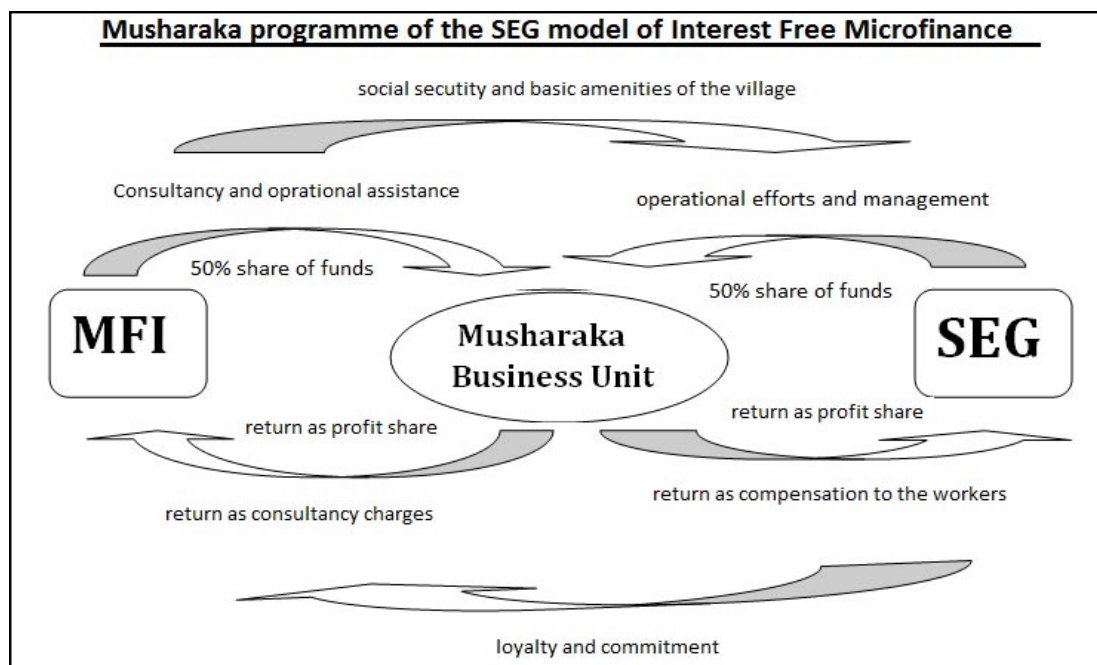 Musharaka programme of the SEG model of Interest Free Microfinance
social secutity and basic amenities of the village
Consultancy and oprational assistance
operational efforts and management
50% share of funds
50% share of funds
MFI
Musharaka
Business Unit
SEG
return as profit share
return as profit share
return as consultancy charges
return as compensation to the workers
loyalty and commitment